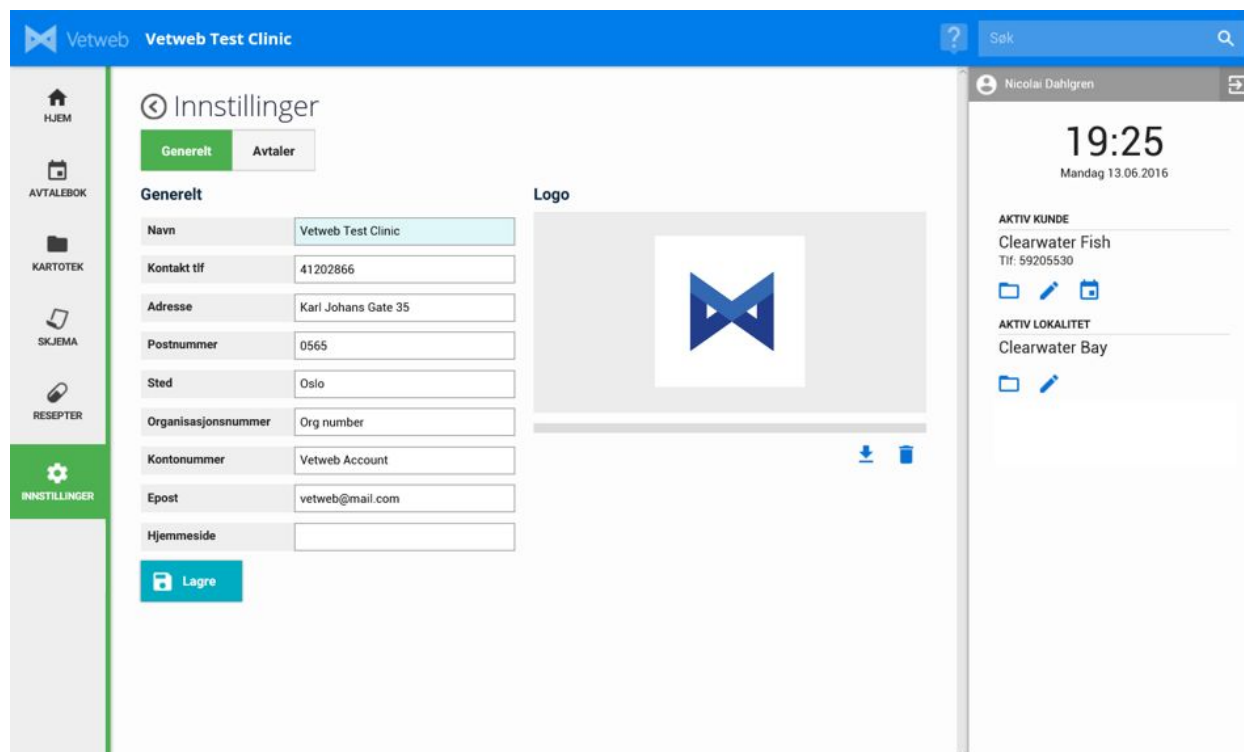 Vetweb Vetweb Test Clinic
?
Søk
HJEM
AVTALEBOK
KARTOTEK
SKJEMA
RESEPTER
INNSTILLINGER
Innstillinger
Generelt Avtaler
Generelt
Navn Vetweb Test Clinic
Kontakt tlf 41202866
Adresse Karl Johans Gate 35
Postnummer 0565
Sted Oslo
Organisasjonsnummer Org number
Kontonummer Vetweb Account
Epost vetweb@mail.com
Hjemmeside
Lagre
Logo
Nicolai Dahlgren
19:25
Mandag 13.06.2016
AKTIV KUNDE
Clearwater Fish
Tlf: 59205530
AKTIV LOKALITET
Clearwater Bay